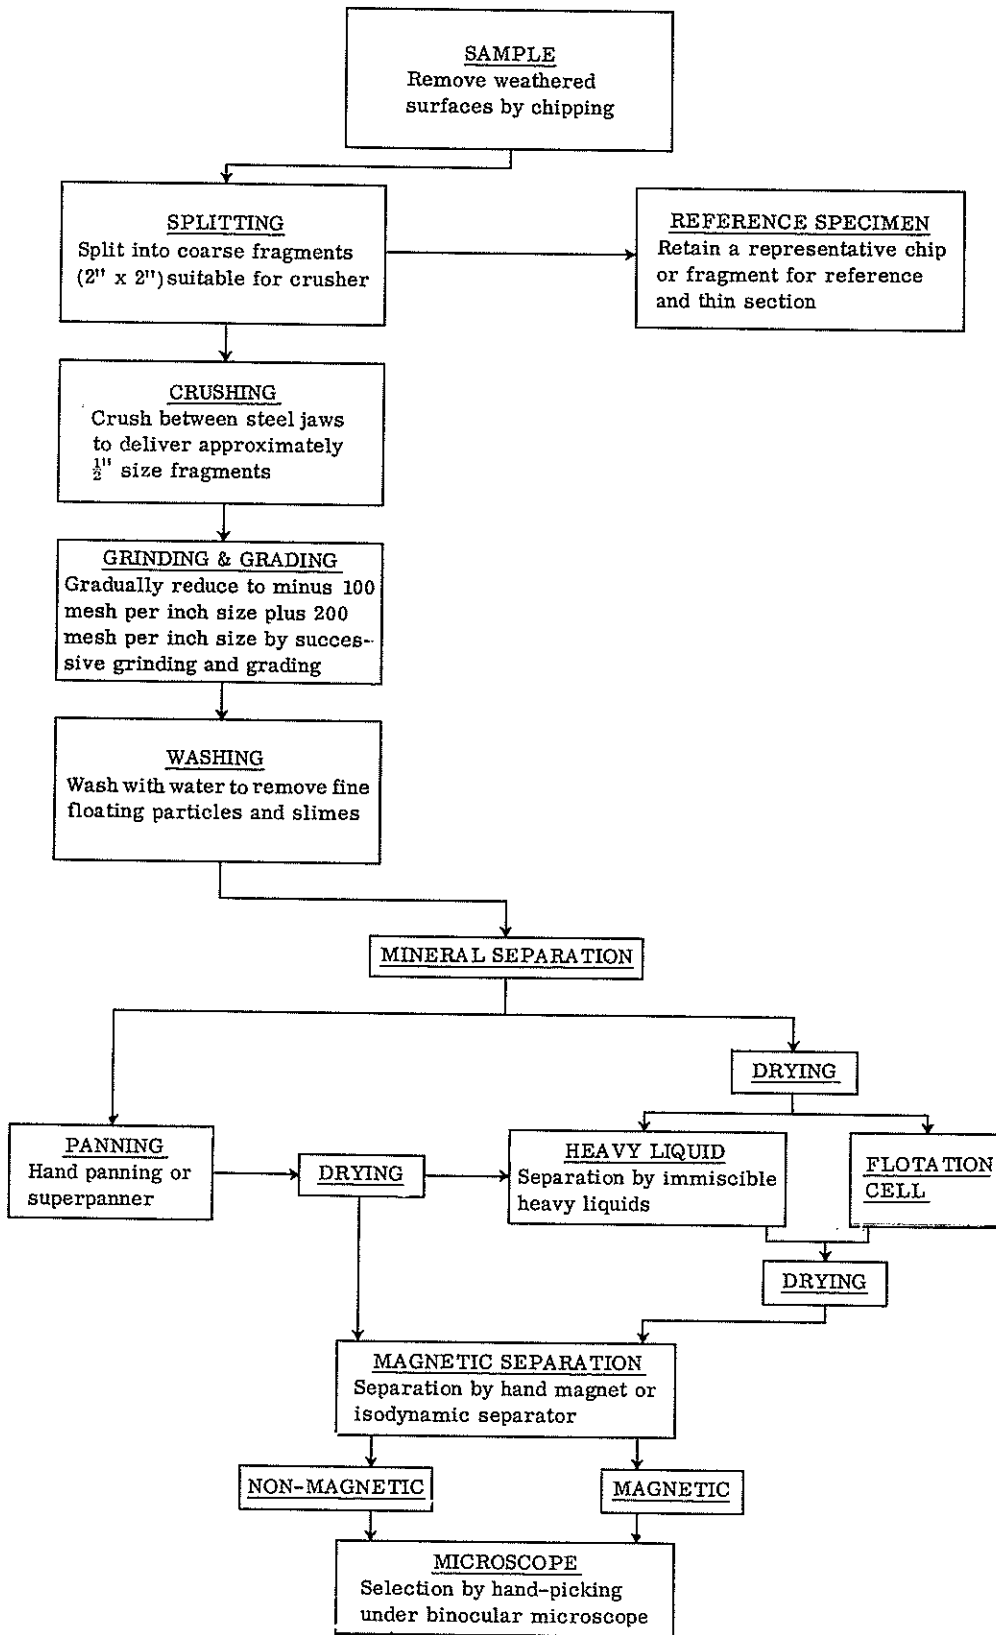 SAMPLE
Remove weathered
surfaces by chipping
SPLITTING
Split into coarse fragments
(2" x 2") suitable for crusher
REFERENCE SPECIMEN
Retain a representative chip
or fragment for reference
and thin section
CRUSHING
Crush between steel jaws
to deliver approximately
½" size fragments
GRINDING & GRADING
Gradually reduce to minus 100
mesh per inch size plus 200
mesh per inch size by succes-
sive grinding and grading
WASHING
Wash with water to remove fine
floating particles and slimes
MINERAL SEPARATION
DRYING
PANNING
Hand panning or
superpanner
DRYING
HEAVY LIQUID
Separation by immiscible
heavy liquids
FLOTATION
CELL
DRYING
MAGNETIC SEPARATION
Separation by hand magnet or
isodynamic separator
NON-MAGNETIC
MAGNETIC
MICROSCOPE
Selection by hand-picking
under binocular microscope